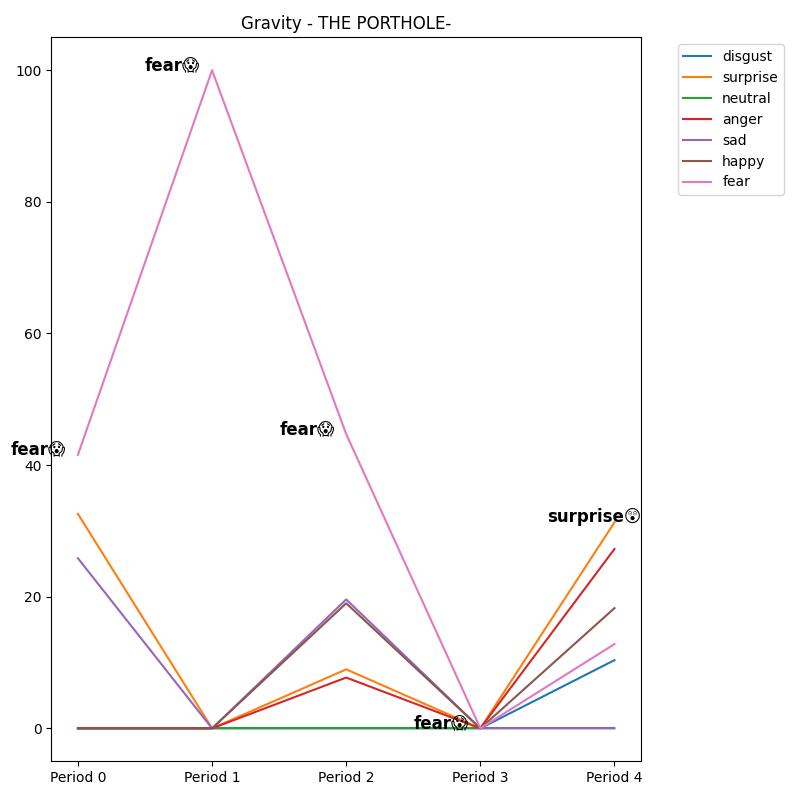 Gravity - THE PORTHOLE-
100
80
60
40
20
0
fear😱
fear😱
fear😱
fear😱
surprise😲
Period 0
Period 1
Period 2
Period 3
Period 4
disgust
surprise
neutral
anger
sad
happy
fear